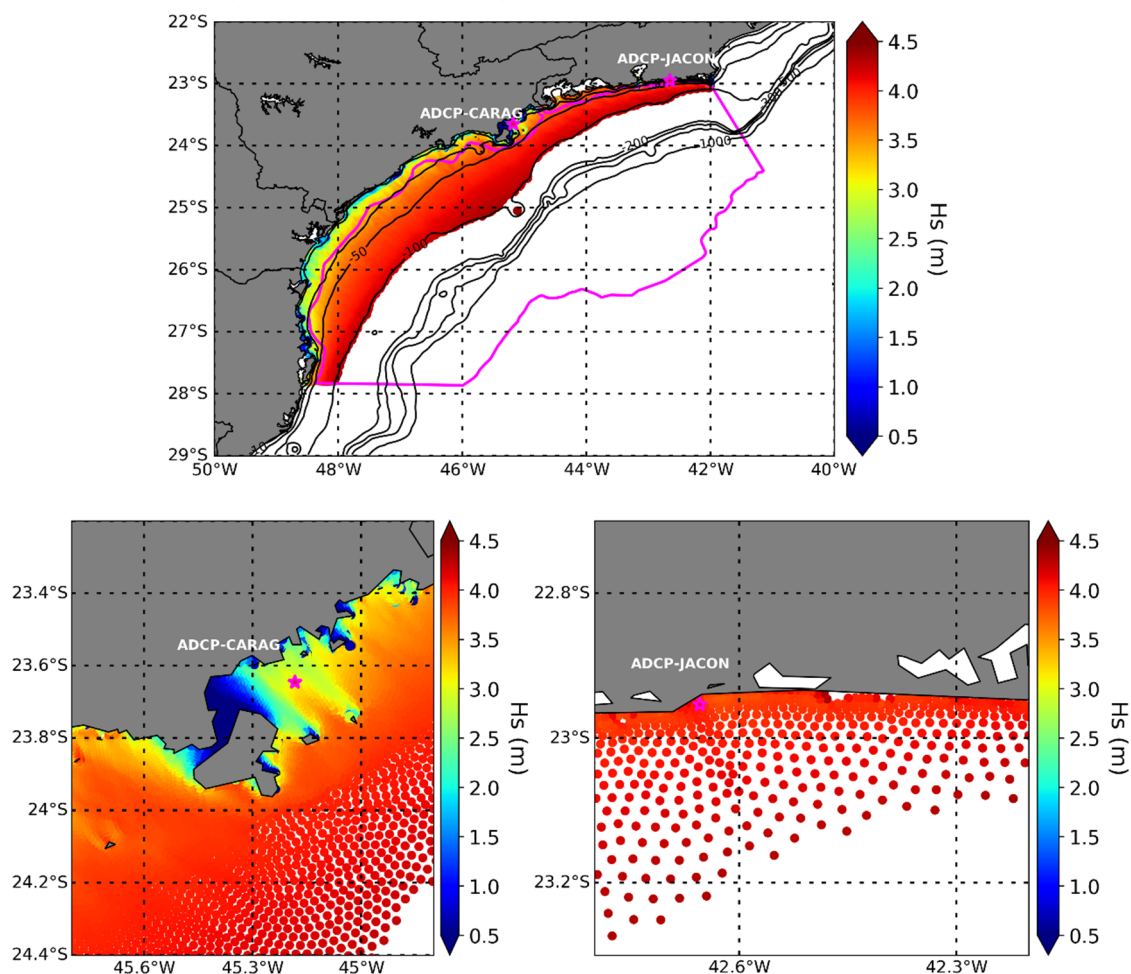 22°S
23°S
24°S
25°S
26°S
27°S
28°S
29°S
50°W 48°W 46°W 44°W 42°W 40°W
ADCP-JACON
ADCP-CARAG
-200
-1000
-50
-100
4.5
4.0
3.5
3.0
2.5
2.0
1.5
1.0
0.5
Hs (m)
23.4°S
23.6°S
23.8°S
24°S
24.2°S
24.4°S
45.6°W 45.3°W 45°W
ADCP-CARAG
4.5
4.0
3.5
3.0
2.5
2.0
1.5
1.0
0.5
Hs (m)
22.8°S
23°S
23.2°S
42.6°W 42.3°W
ADCP-JACON
4.5
4.0
3.5
3.0
2.5
2.0
1.5
1.0
0.5
Hs (m)